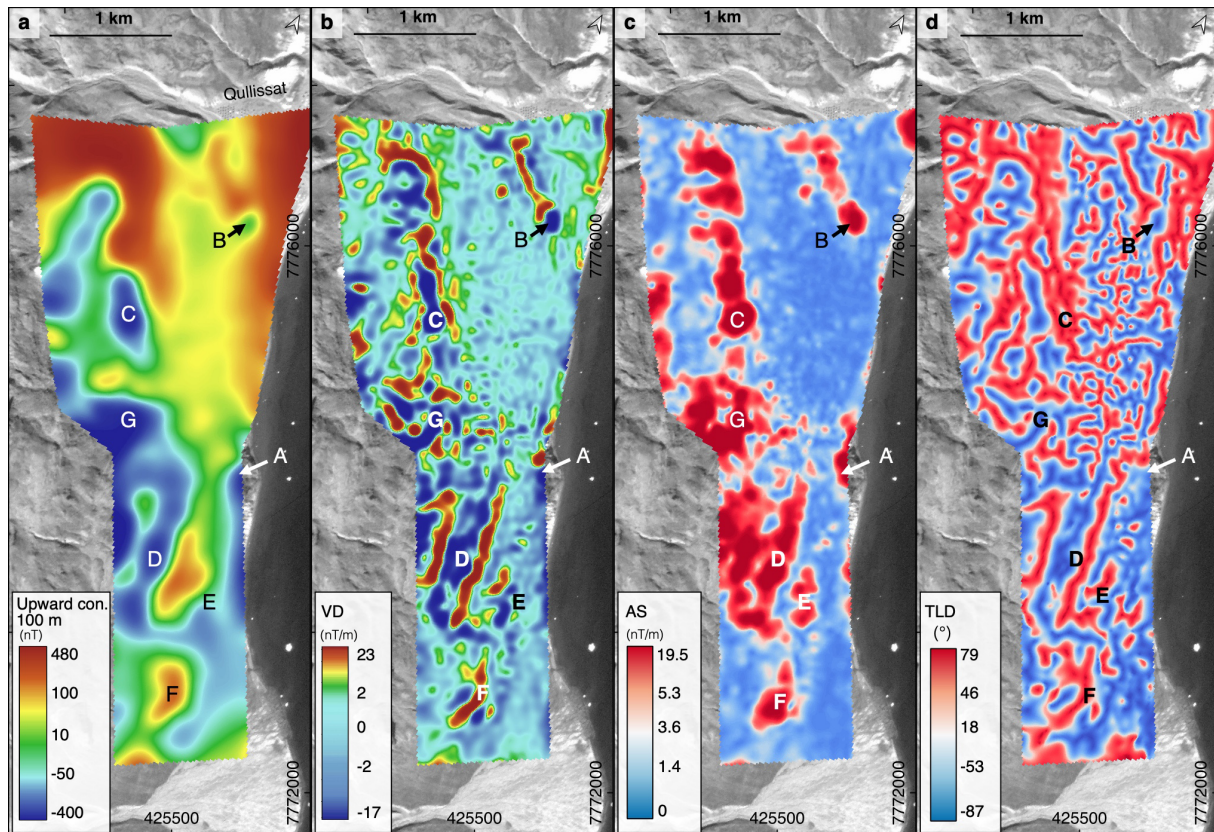 a
1 km
Qullissat
B
C
G
A
D
E
F
7776000
7772000
425500
Upward con.
100 m
(nT)
480
100
10
-50
-400
b
1 km
B
C
G
A
D
E
F
7776000
7772000
425500
VD
(nT/m)
23
2
0
-2
-17
c
1 km
B
C
G
A
D
E
F
7776000
7772000
425500
AS
(nT/m)
19.5
5.3
3.6
1.4
0
d
1 km
B
C
G
A
D
E
F
7776000
7772000
425500
TLD
(°)
79
46
18
-53
-87